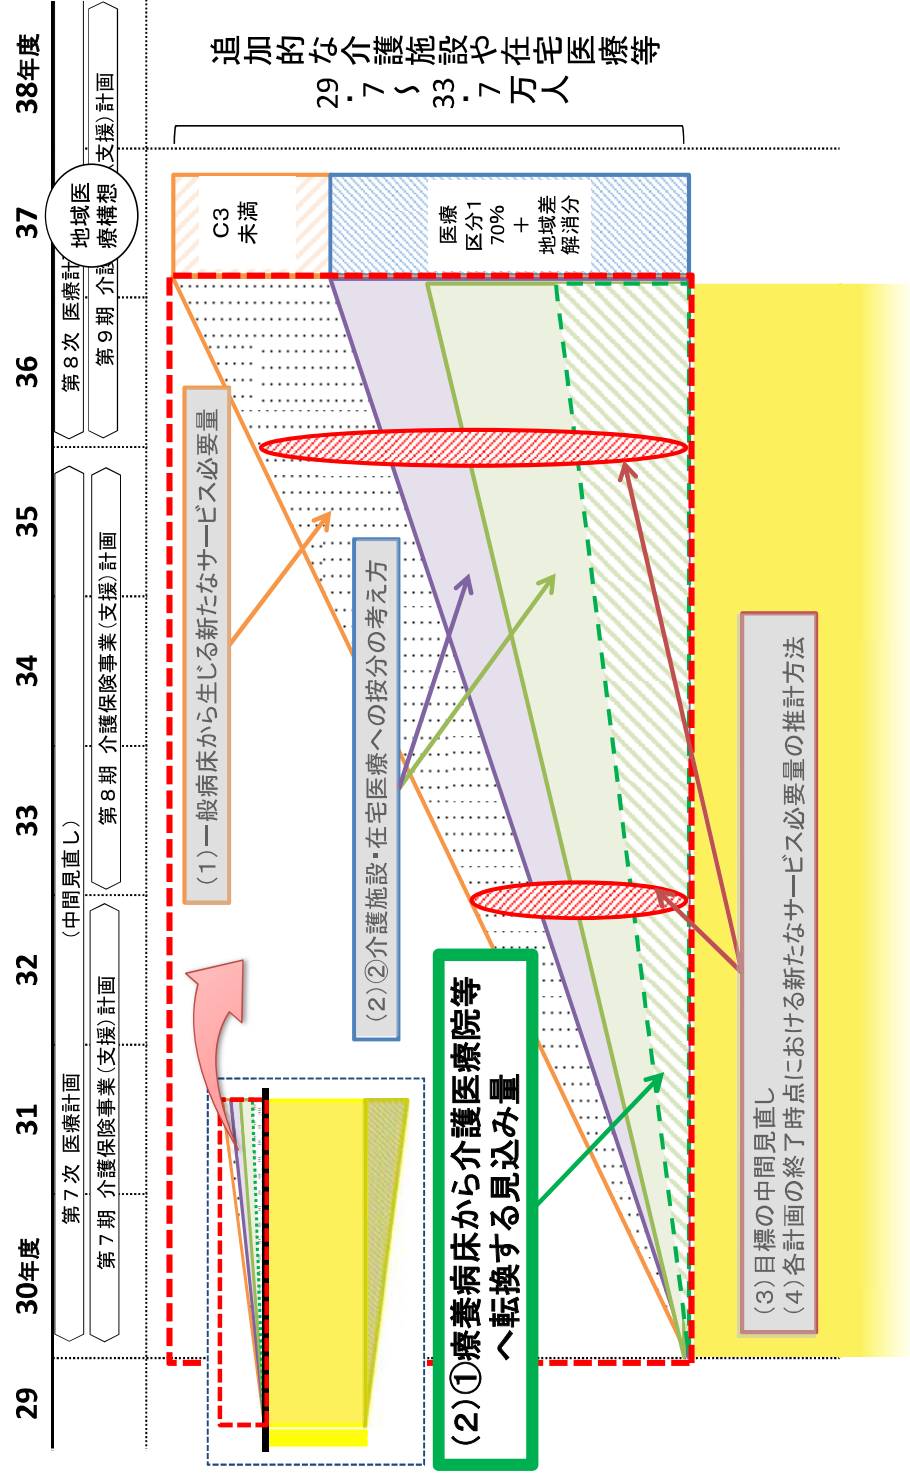 29
30年度
31
32
33
34
35
36
37
38年度
第7次 医療計画
（中間見直し）
第8次 医療計
第7期 介護保険事業（支援）計画
第8期 介護保険事業（支援）計画
第9期 介護
（支援）計画
地域医
療構想
追加的な介護施設や在宅医療等
29.7～33.7万人
C3
未満
医療
区分1
70%
＋
地域差
解消分
（1）一般病床から生じる新たなサービス必要量
（2）②介護施設・在宅医療への按分の考え方
（2）①療養病床から介護医療院等
へ転換する見込み量
（3）目標の中間見直し
（4）各計画の終了時点における新たなサービス必要量の推計方法